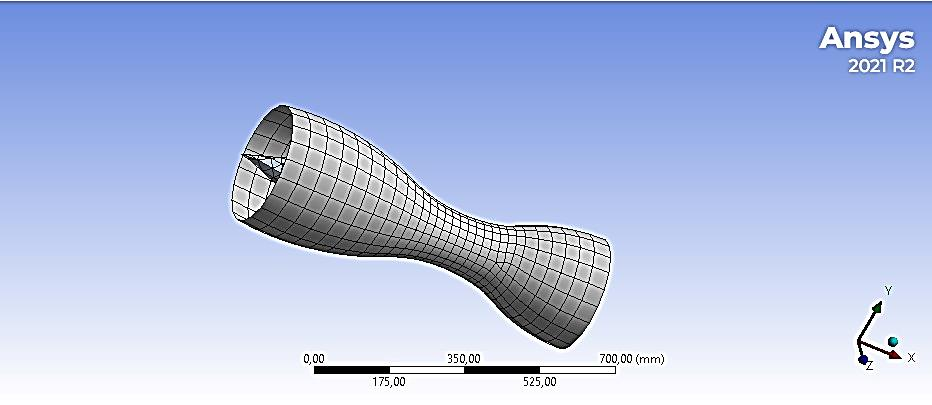 Ansys
2021 R2
0,00
350,00
700,00 (mm)
175,00
525,00
Y
X
Z